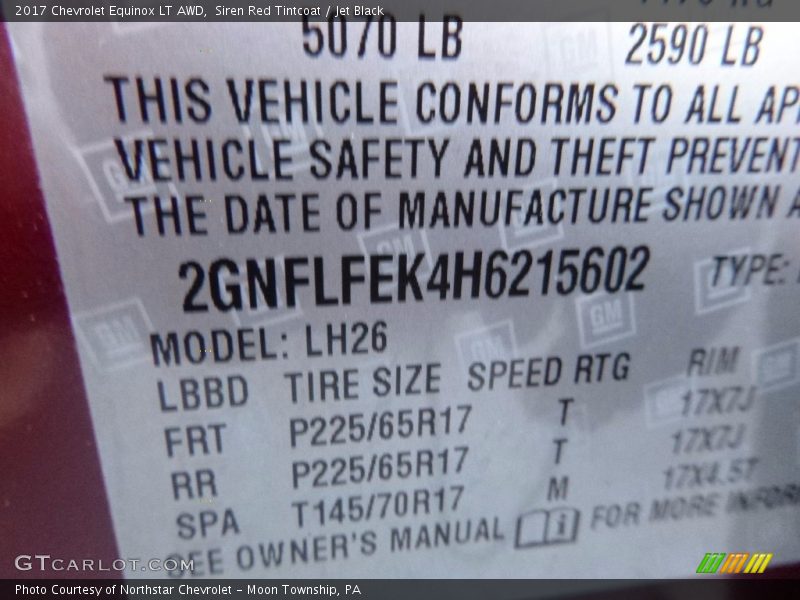 2017 Chevrolet Equinox LT AWD, Siren Red Tintcoat / Jet Black
5070 LB 2590 LB
THIS VEHICLE CONFORMS TO ALL
VEHICLE SAFETY AND THEFT PREVENT
THE DATE OF MANUFACTURE SHOWN
2GNFLFEK4H6215602 TYPE:
MODEL: LH26
LBBD TIRE SIZE SPEED RTG RIM
FRT P225/65R17 T 17X7J
RR P225/65R17 T 17X7J
SPA T145/70R17 M 17X4.5T
SEE OWNER'S MANUAL FOR MORE
GM
GTCARLOT.COM
Photo Courtesy of Northstar Chevrolet - Moon Township, PA